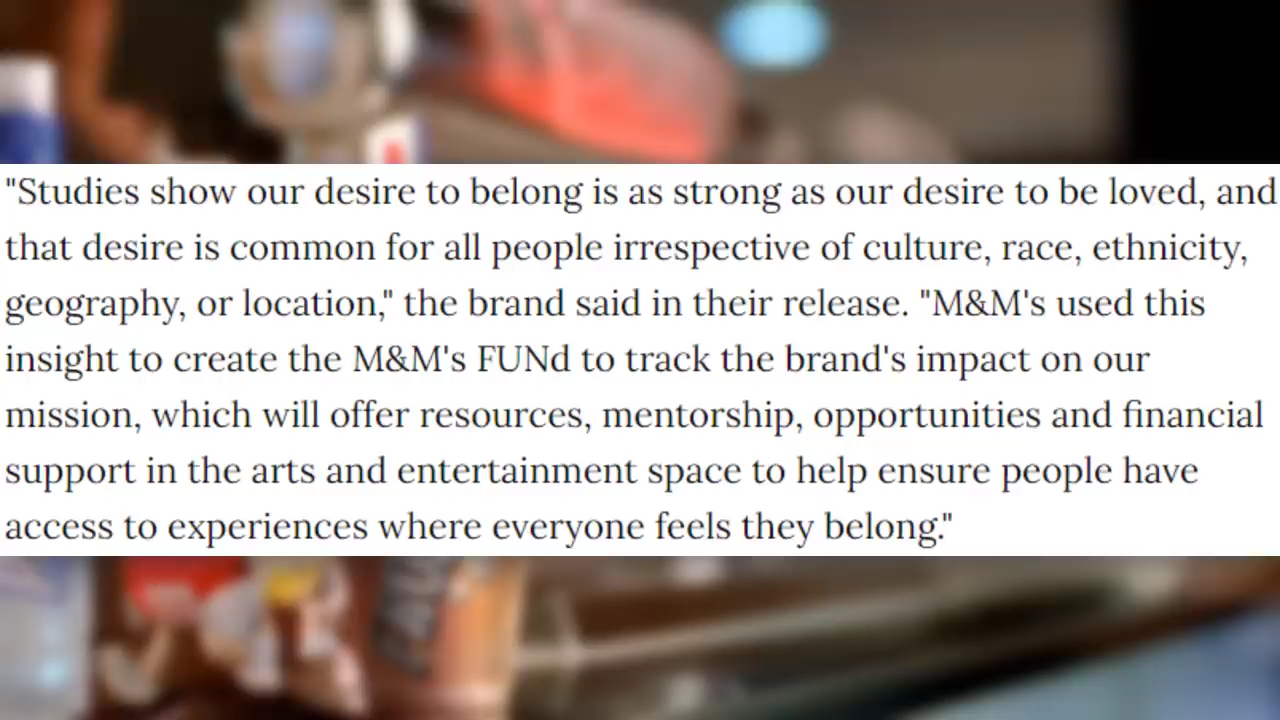 "Studies show our desire to belong is as strong as our desire to be loved, and
that desire is common for all people irrespective of culture, race, ethnicity,
geography, or location," the brand said in their release. "M&M's used this
insight to create the M&M's FUNd to track the brand's impact on our
mission, which will offer resources, mentorship, opportunities and financial
support in the arts and entertainment space to help ensure people have
access to experiences where everyone feels they belong."